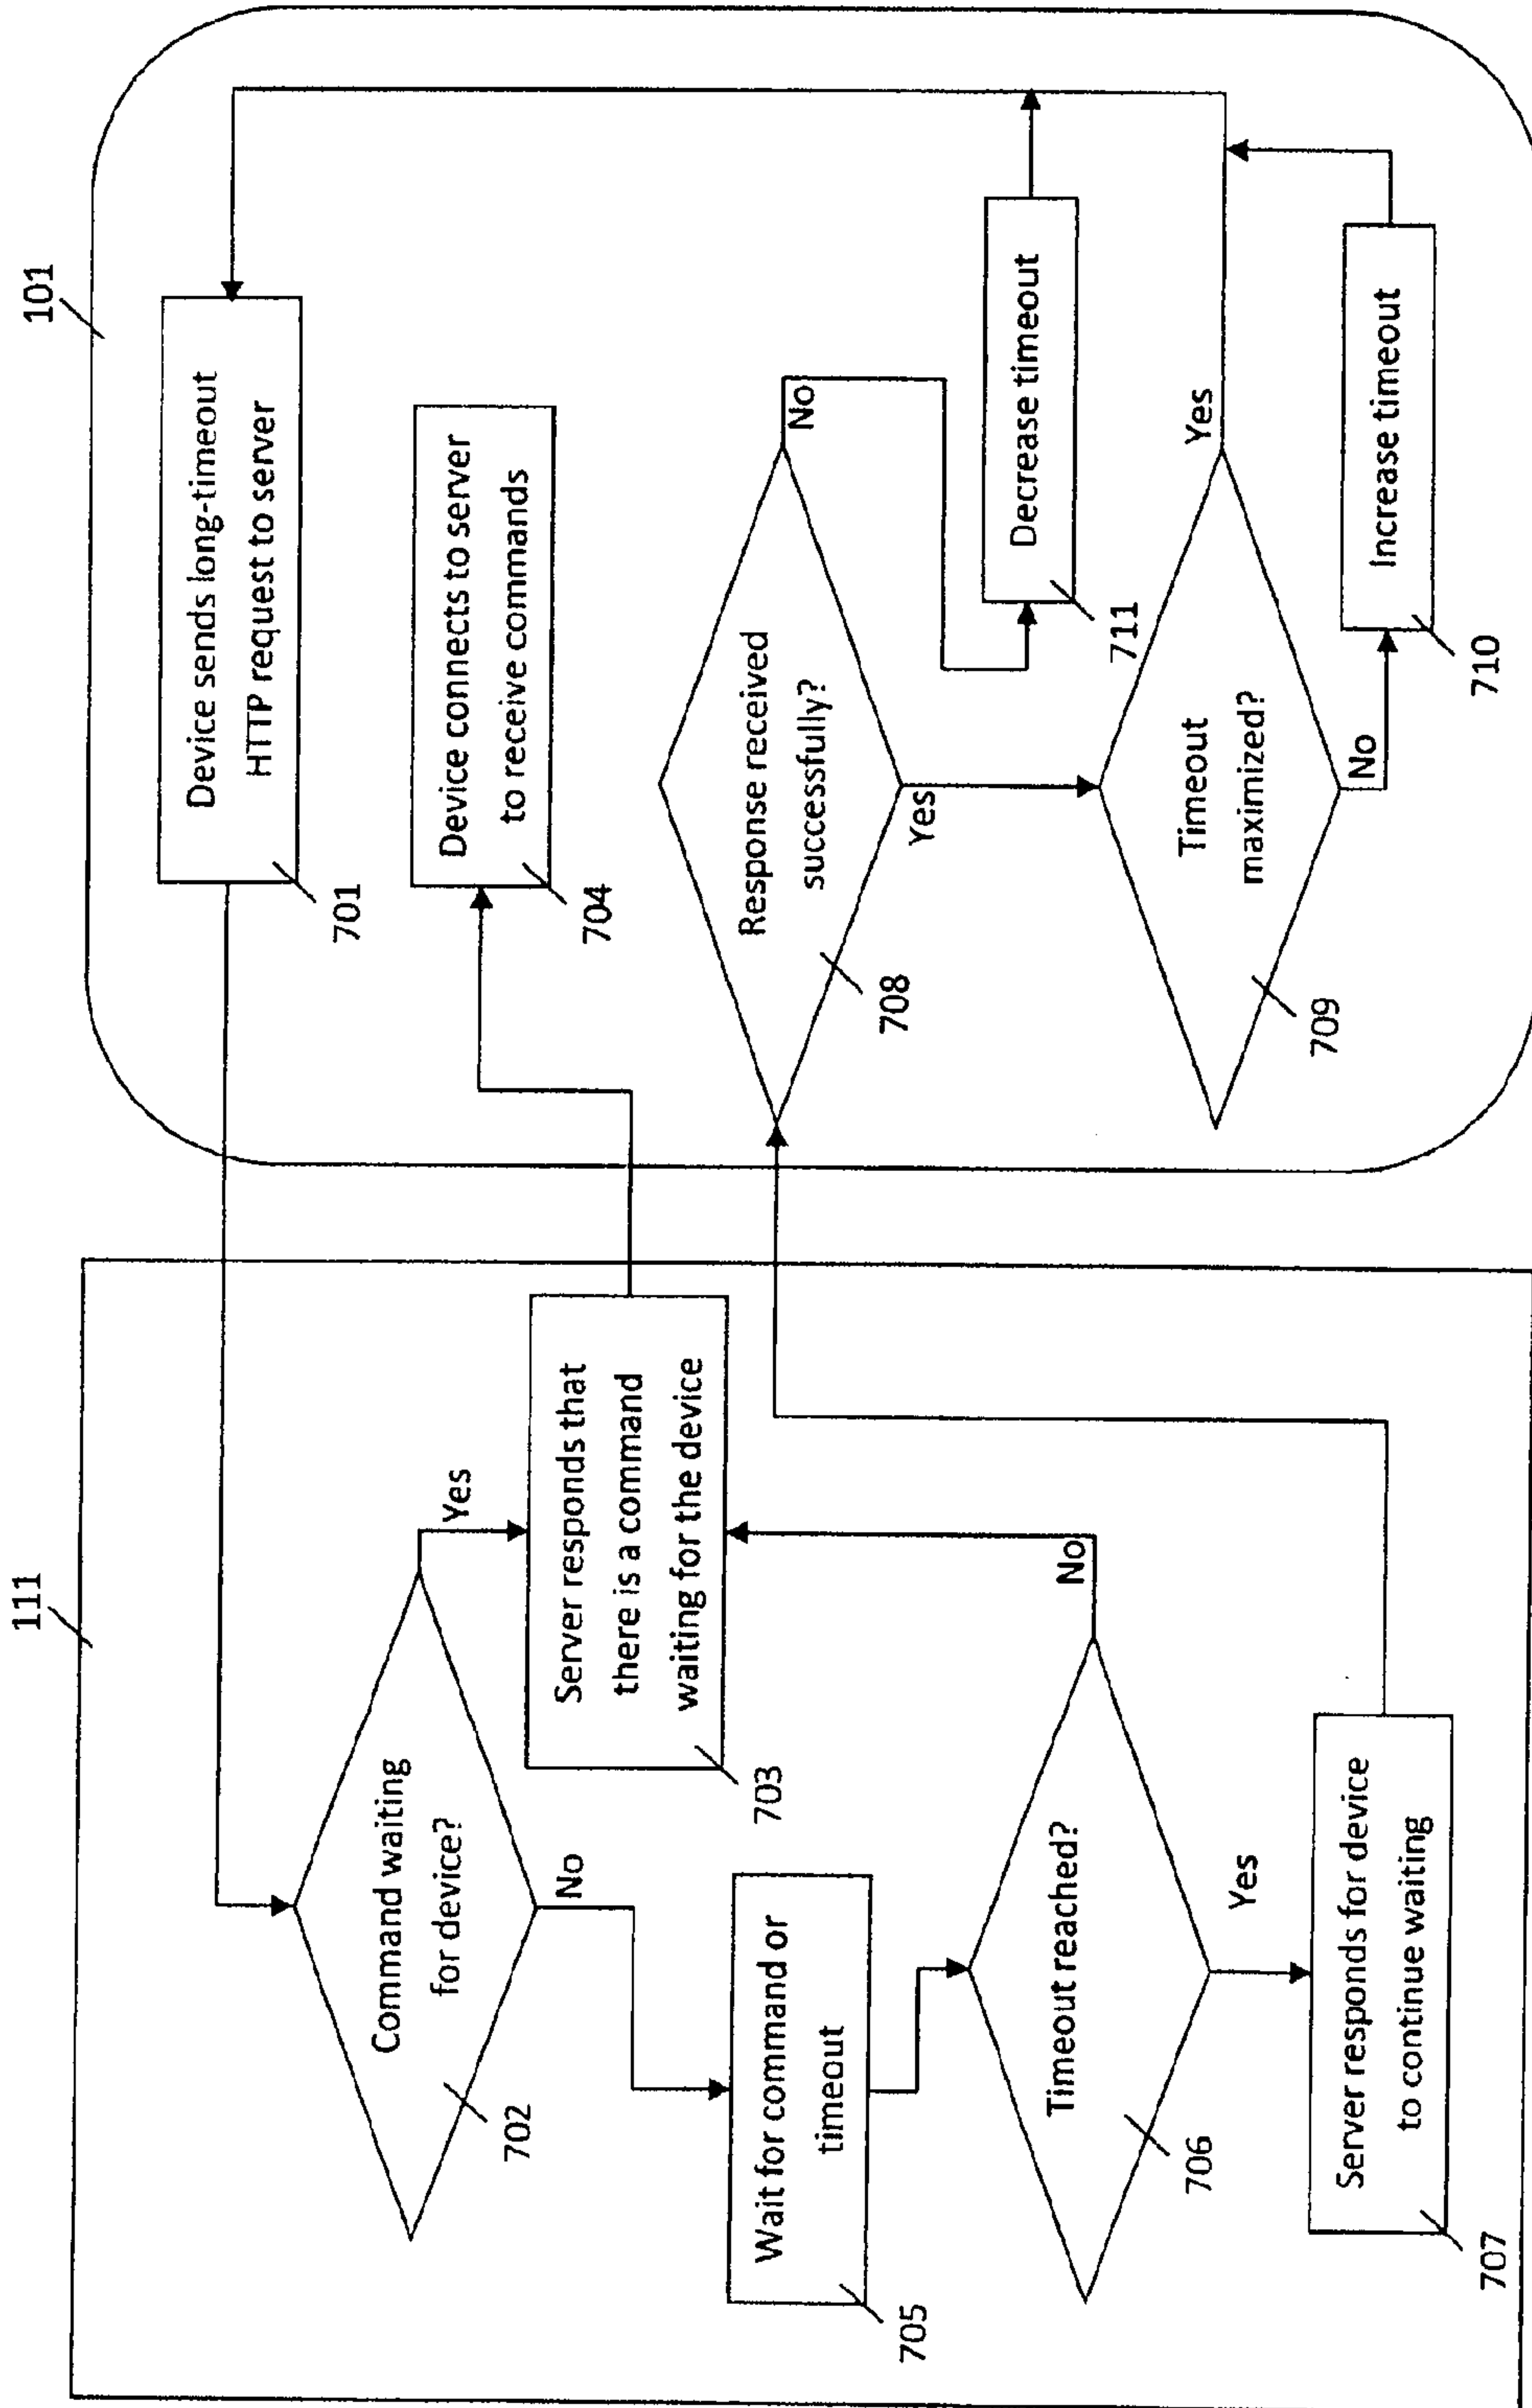 111
Command waiting
for device?
702
Yes
No
Server responds that
there is a command
waiting for the device
703
Wait for command or
timeout
705
Timeout reached?
706
No
Yes
Server responds for device
to continue waiting
707
101
Device sends long-timeout
HTTP request to server
701
Device connects to server
to receive commands
704
Response received
successfully?
708
No
Yes
Decrease timeout
711
Timeout
maximized?
709
Yes
No
Increase timeout
710